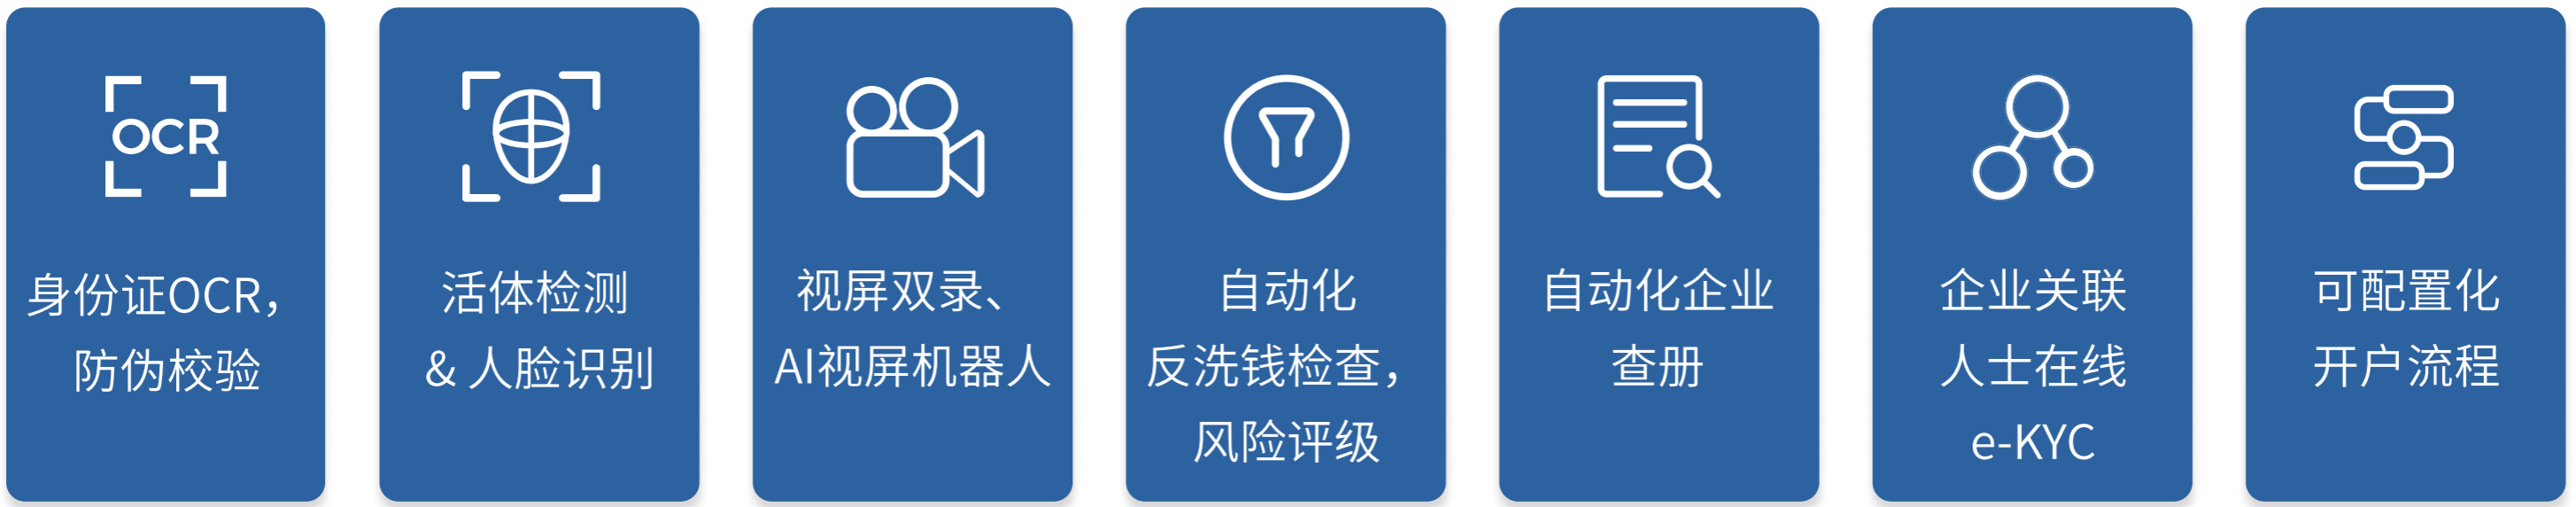 OCR
身份证OCR，
防伪校验
活体检测
& 人脸识别
视屏双录、
AI视屏机器人
自动化
反洗钱检查，
风险评级
自动化企业
查册
企业关联
人士在线
e-KYC
可配置化
开户流程